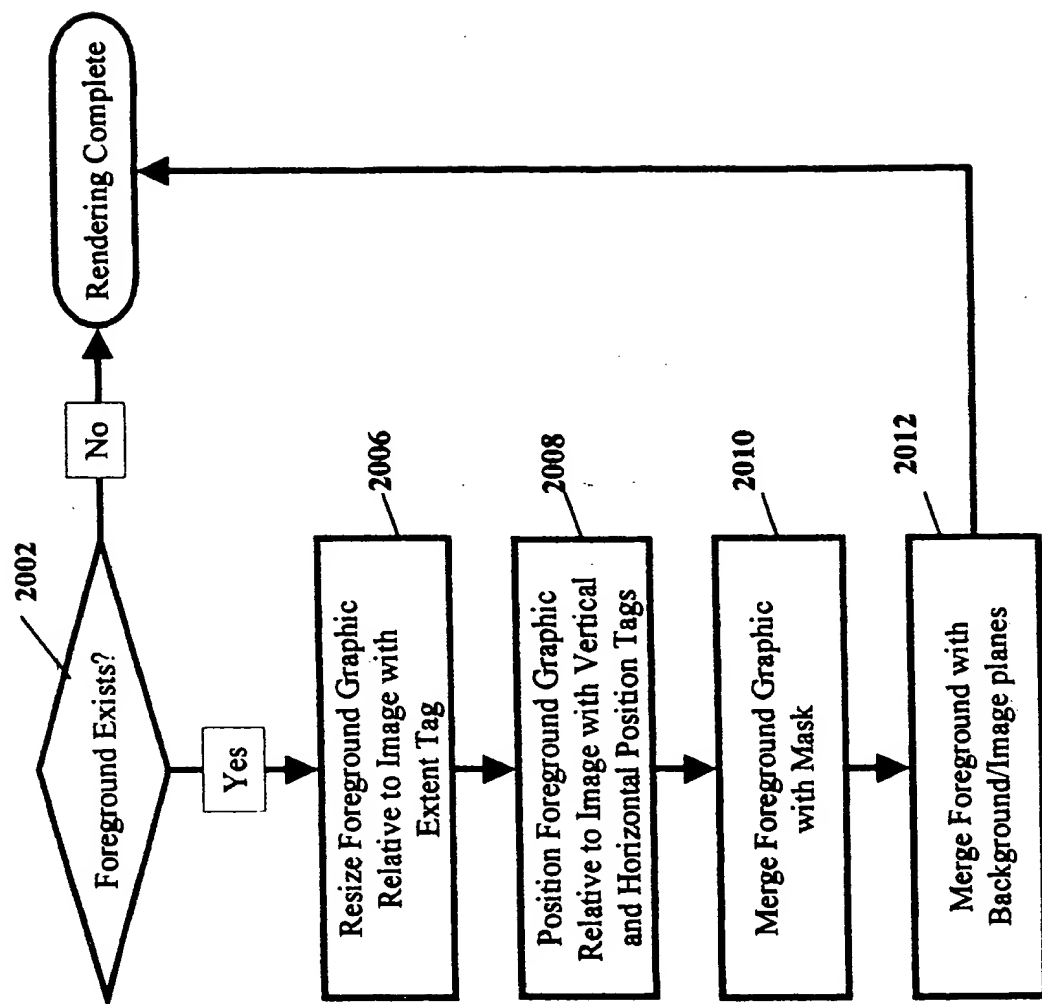 2002
Foreground Exists?
No
Rendering Complete
Yes
2006
Resize Foreground Graphic
Relative to Image with
Extent Tag
2008
Position Foreground Graphic
Relative to Image with Vertical
and Horizontal Position Tags
2010
Merge Foreground Graphic
with Mask
2012
Merge Foreground with
Background/Image planes